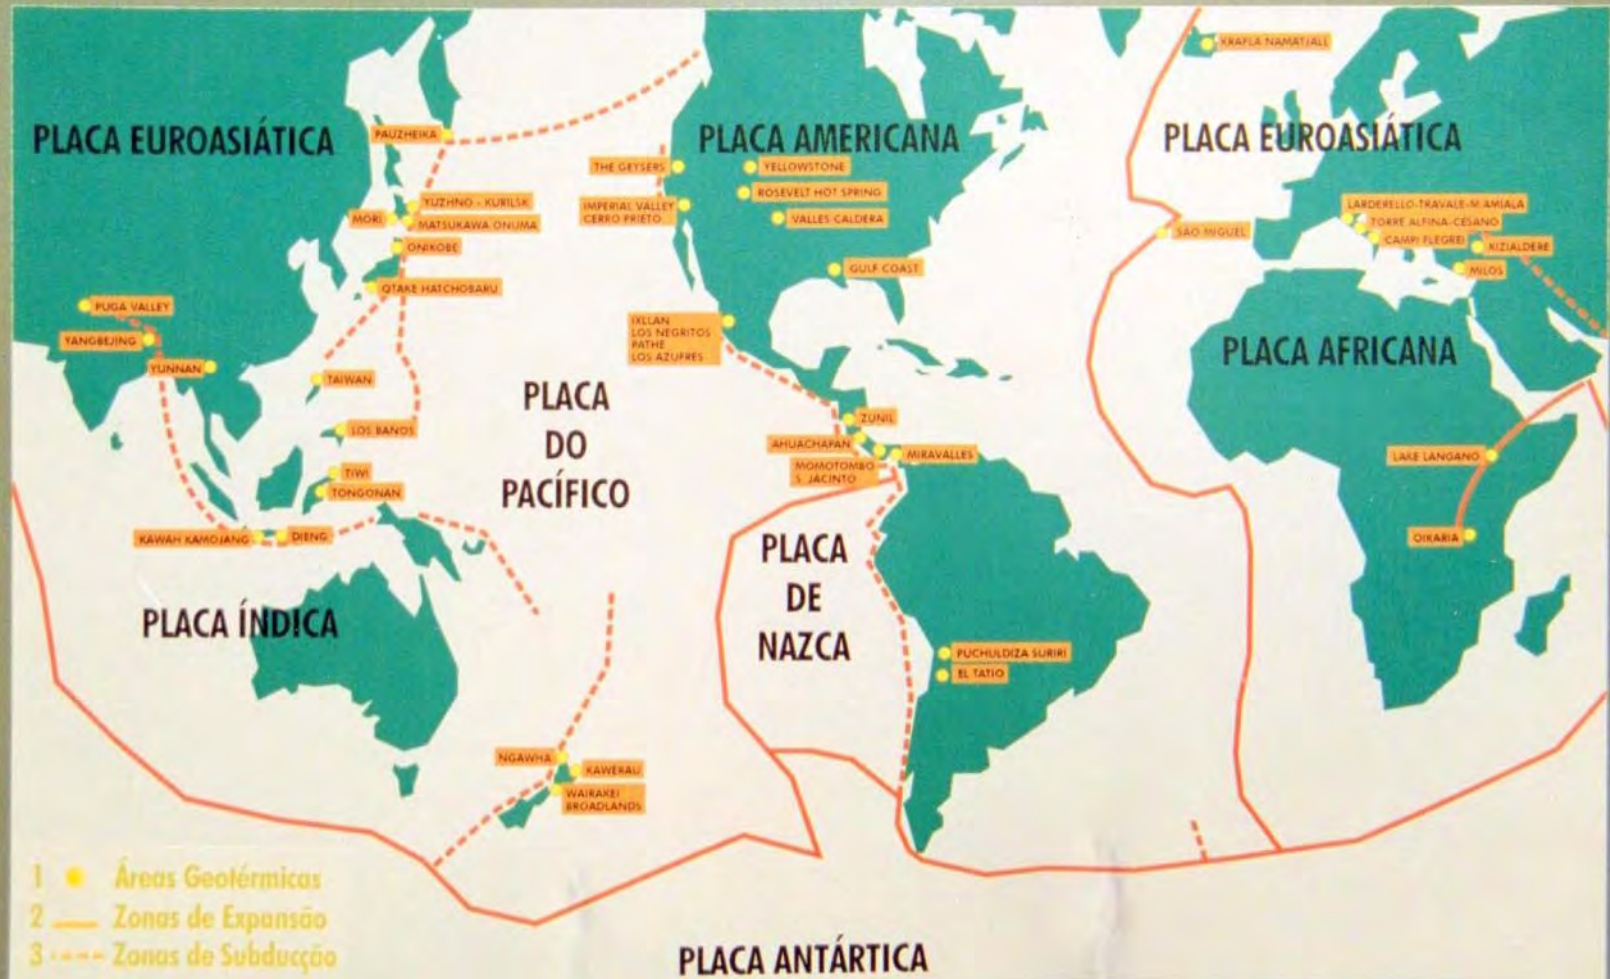 KRAFLA NAMATJALL
PLACA EUROASIÁTICA
PAUZHEIKA
PLACA AMERICANA
PLACA EUROASIÁTICA
THE GEYSERS
YELLOWSTONE
ROSEVELT HOT SPRING
YUZHNO - KURILSK
MORI
MATSUKAWA ONUMA
IMPERIAL VALLEY
CERRO PRIETO
VALLES CALDERA
LARDERELLO-TRAVALE-M·AMIALA
TORRE ALFINA-CESANO
SÃO MIGUEL
CAMPI FLEGREI
KIZIALDERE
ONIKOBE
GULF COAST
MILOS
OTAKE HATCHOBARU
PUGA VALLEY
YANGBEJING
YUNNAN
IXLLAN
LOS NEGRITOS
PATHE
LOS AZUFRES
PLACA AFRICANA
TAIWAN
PLACA
DO
PACÍFICO
LOS BANOS
ZUNIL
AHUACHAPAN
MIRAVALLES
MOMOTOMBO
S JACINTO
LAKE LANGANO
TIWI
TONGONAN
KAWAH KAMOJANG
DIENG
OIKARIA
PLACA
DE
NAZCA
PLACA ÍNDICA
PUCHULDIZA SURIRI
EL TATIO
NGAWHA
KAWERAU
WAIRAKEI
BROADLANDS
1 Áreas Geotérmicas
2 Zonas de Expansão
3 Zonas de Subducção
PLACA ANTÁRTICA